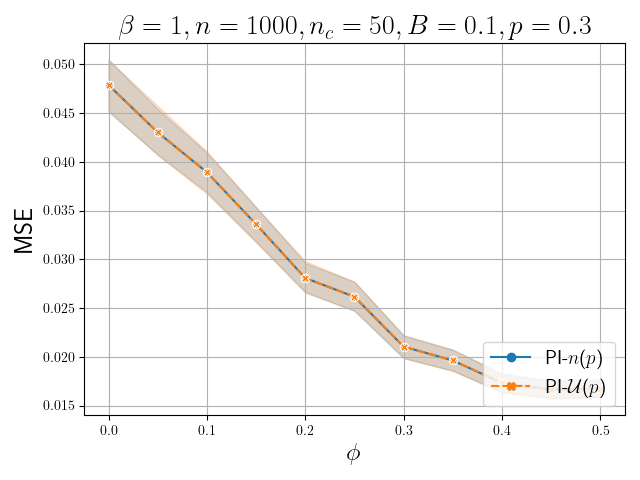 β = 1, n = 1000, n_c = 50, B = 0.1, p = 0.3
MSE
0.050
0.045
0.040
0.035
0.030
0.025
0.020
0.015
PI-n(p)
PI-𝒰(p)
0.0 0.1 0.2 0.3 0.4 0.5
ϕ